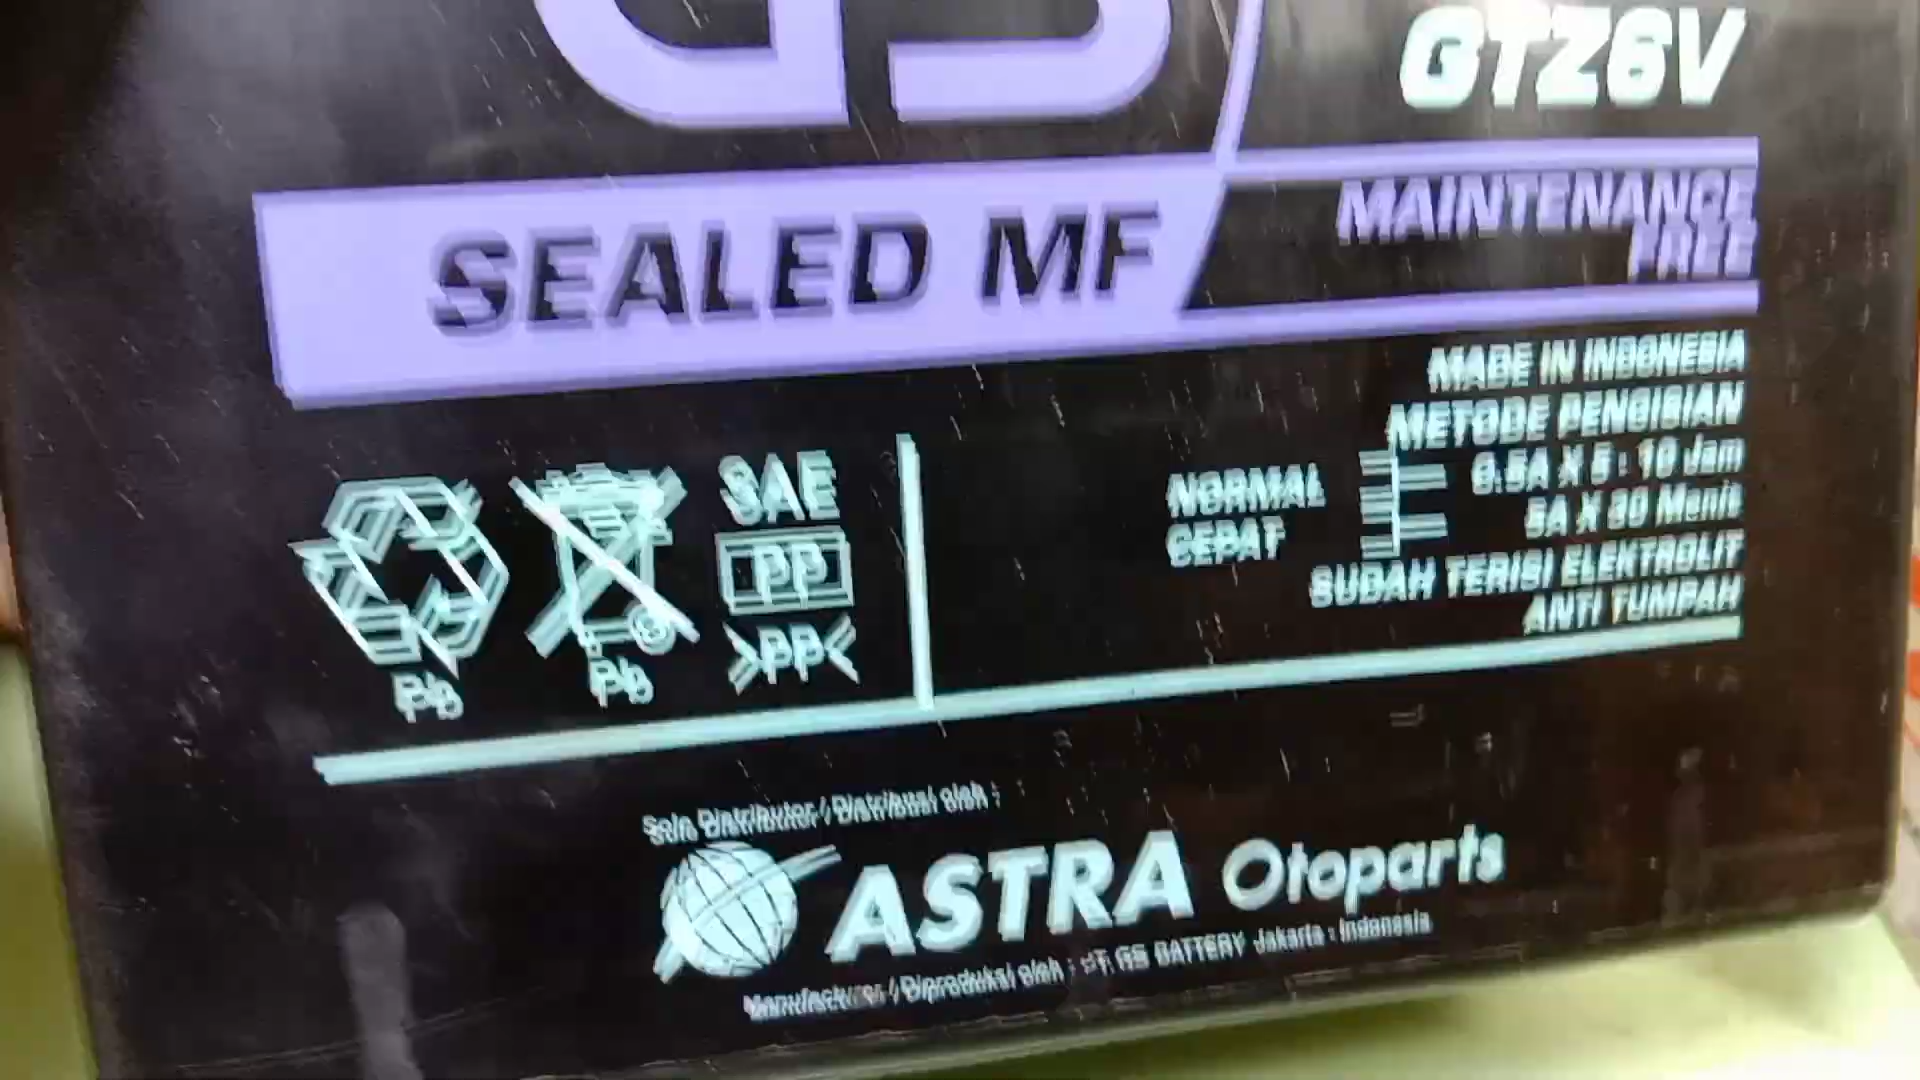 GS
GTZ6V
SEALED MF
MAINTENANCE
FREE
MADE IN INDONESIA
METODE PENGISIAN
NORMAL 0.5A X 5 - 10 Jam
CEPAT 5A X 30 Menit
SUDAH TERISI ELEKTROLIT
ANTI TUMPAH
SAE
PP
>PP<
Pb
Pb
Sole Distributor / Distribusi oleh :
ASTRA Otoparts
Manufacturer / Diproduksi oleh : PT. GS BATTERY Jakarta - Indonesia